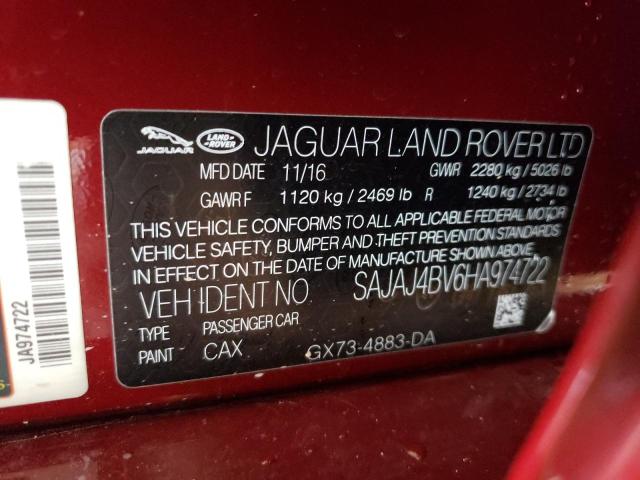 JAGUAR LAND-ROVER JAGUAR LAND ROVER LTD
MFD DATE 11/16 GVWR 2280 kg / 5026 lb
GAWR F 1120 kg / 2469 lb R 1240 kg / 2734 lb
THIS VEHICLE CONFORMS TO ALL APPLICABLE FEDERAL MOTOR
VEHICLE SAFETY, BUMPER AND THEFT PREVENTION STANDARDS
IN EFFECT ON THE DATE OF MANUFACTURE SHOWN ABOVE.
VEH IDENT NO. SAJAJ4BV6HA974722
TYPE PASSENGER CAR
PAINT CAX GX73-4883-DA
JA974722